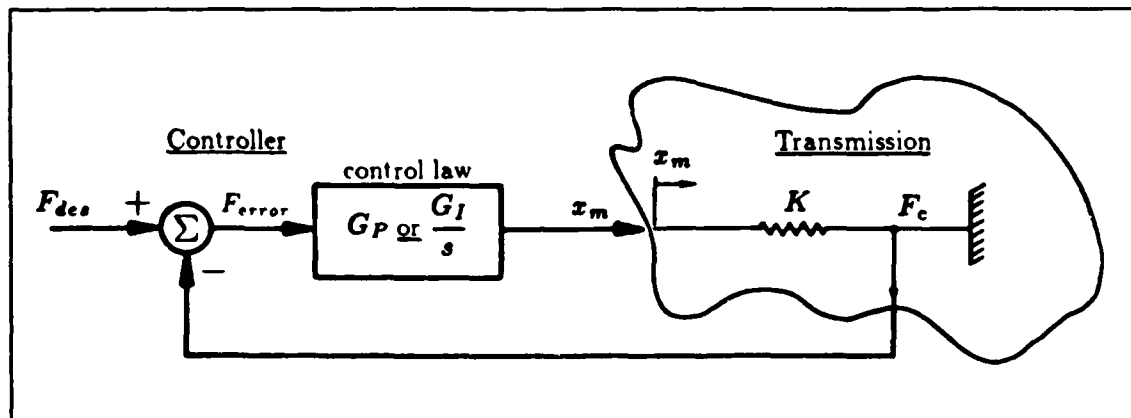 Controller
Transmission
control law
x_m
F_des
+
Σ
F_error
G_P or G_I/s
x_m
K
F_c
−